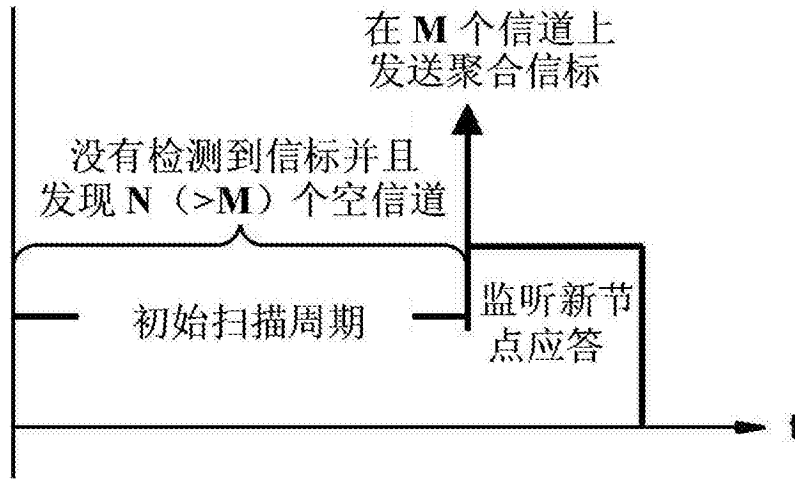 在 M 个信道上
发送聚合信标
没有检测到信标并且
发现 N（>M）个空信道
初始扫描周期
监听新节
点应答
t